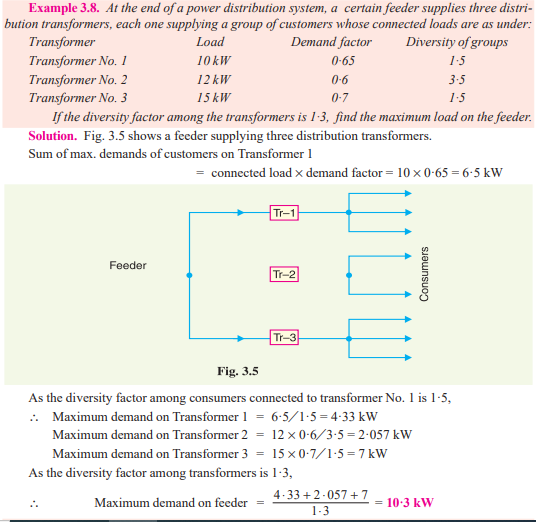 Example 3.8. At the end of a power distribution system, a certain feeder supplies three distri-
bution transformers, each one supplying a group of customers whose connected loads are as under:
Transformer Load Demand factor Diversity of groups
Transformer No. 1 10 kW 0·65 1·5
Transformer No. 2 12 kW 0·6 3·5
Transformer No. 3 15 kW 0·7 1·5
If the diversity factor among the transformers is 1·3, find the maximum load on the feeder.
Solution. Fig. 3.5 shows a feeder supplying three distribution transformers.
Sum of max. demands of customers on Transformer 1
= connected load × demand factor = 10 × 0·65 = 6·5 kW
Tr–1
Feeder
Tr–2
Consumers
Tr–3
Fig. 3.5
As the diversity factor among consumers connected to transformer No. 1 is 1·5,
∴ Maximum demand on Transformer 1 = 6·5/1·5 = 4·33 kW
Maximum demand on Transformer 2 = 12 × 0·6/3·5 = 2·057 kW
Maximum demand on Transformer 3 = 15 × 0·7/1·5 = 7 kW
As the diversity factor among transformers is 1·3,
∴ Maximum demand on feeder = 4·33 + 2·057 + 7 / 1·3 = 10·3 kW